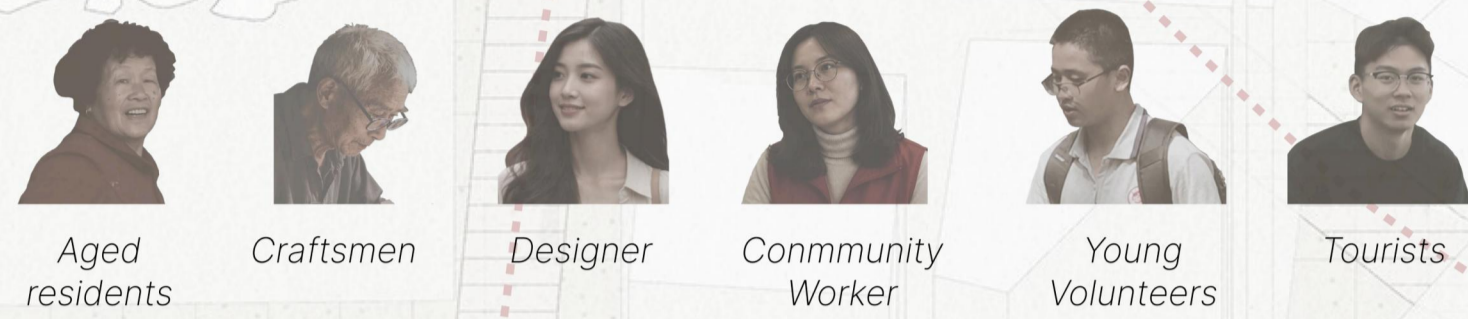 Aged
residents
Craftsmen
Designer
Conmmunity
Worker
Young
Volunteers
Tourists